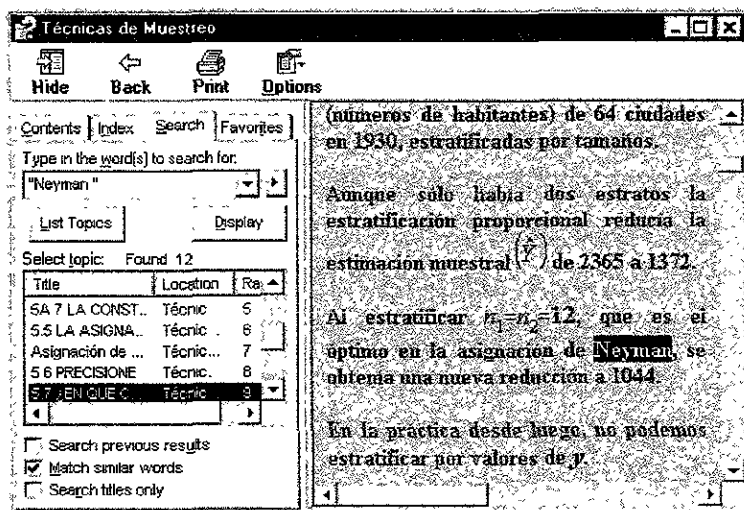 Técnicas de Muestreo
Hide Back Print Options
Contents Index Search Favorites
Type in the word(s) to search for:
"Neyman "
List Topics Display
Select topic: Found 12
Title Location Ra
5A 7 LA CONST.. Técnic 5
5.5 LA ASIGNA.. Técnic . 6
Asignación de ... Técnic... 7
5 6 PRECISIONE Técnic. 8
5.7 ¿EN QUE C.. Técnic 9
Search previous results
Match similar words
Search titles only
(números de habitantes) de 64 ciudades
en 1930, estratificadas por tamaños.
Aunque sólo había dos estratos la
estratificación proporcional reducía la
estimación muestral (Ŷ) de 2365 a 1372.
Al estratificar n₁=n₂=12, que es el
óptimo en la asignación de Neyman, se
obtenía una nueva reducción a 1044.
En la práctica desde luego, no podemos
estratificar por valores de y.